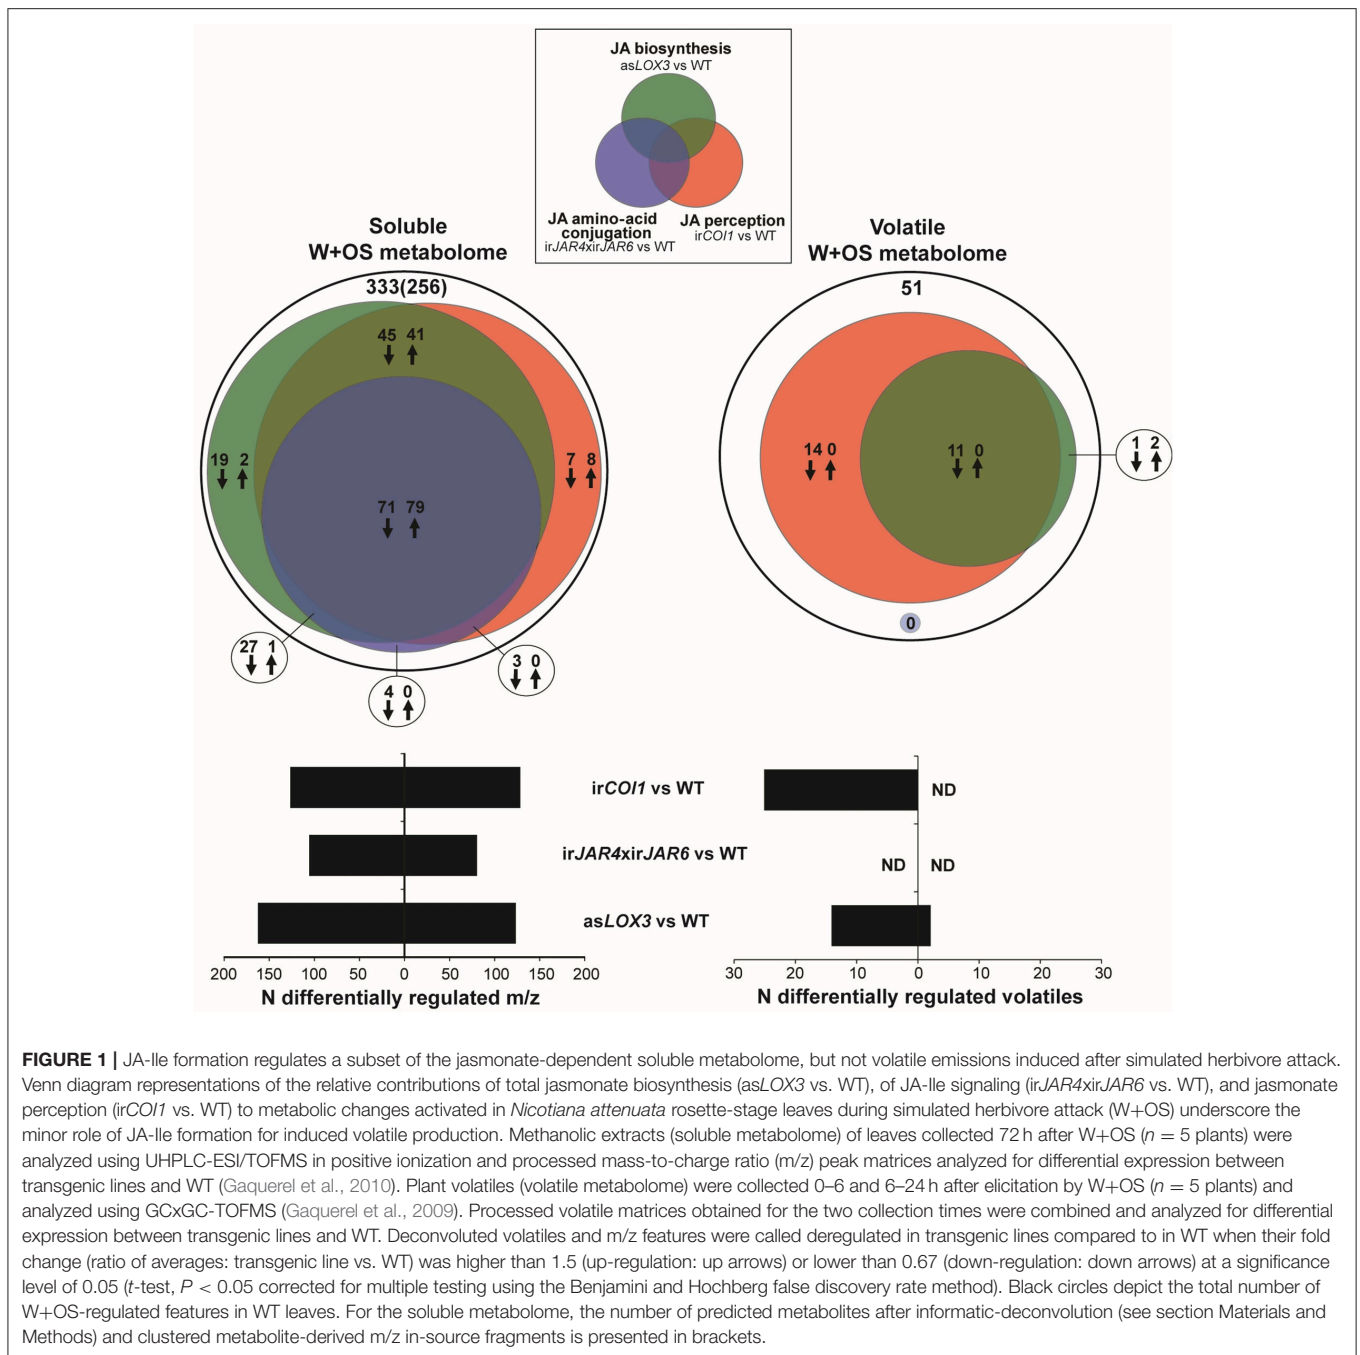 JA biosynthesis
asLOX3 vs WT
JA amino-acid
conjugation
irJAR4xirJAR6 vs WT
JA perception
irCOI1 vs WT
Soluble
W+OS metabolome
333(256)
45 41
19 2
7 8
71 79
27 1
3 0
4 0
Volatile
W+OS metabolome
51
14 0
11 0
1 2
0
irCOI1 vs WT
ND
irJAR4xirJAR6 vs WT
ND ND
asLOX3 vs WT
200 150 100 50 0 50 100 150 200
N differentially regulated m/z
30 20 10 0 10 20 30
N differentially regulated volatiles
FIGURE 1 | JA-Ile formation regulates a subset of the jasmonate-dependent soluble metabolome, but not volatile emissions induced after simulated herbivore attack.
Venn diagram representations of the relative contributions of total jasmonate biosynthesis (asLOX3 vs. WT), of JA-Ile signaling (irJAR4xirJAR6 vs. WT), and jasmonate
perception (irCOI1 vs. WT) to metabolic changes activated in Nicotiana attenuata rosette-stage leaves during simulated herbivore attack (W+OS) underscore the
minor role of JA-Ile formation for induced volatile production. Methanolic extracts (soluble metabolome) of leaves collected 72 h after W+OS (n = 5 plants) were
analyzed using UHPLC-ESI/TOFMS in positive ionization and processed mass-to-charge ratio (m/z) peak matrices analyzed for differential expression between
transgenic lines and WT (Gaquerel et al., 2010). Plant volatiles (volatile metabolome) were collected 0–6 and 6–24 h after elicitation by W+OS (n = 5 plants) and
analyzed using GCxGC-TOFMS (Gaquerel et al., 2009). Processed volatile matrices obtained for the two collection times were combined and analyzed for differential
expression between transgenic lines and WT. Deconvoluted volatiles and m/z features were called deregulated in transgenic lines compared to in WT when their fold
change (ratio of averages: transgenic line vs. WT) was higher than 1.5 (up-regulation: up arrows) or lower than 0.67 (down-regulation: down arrows) at a significance
level of 0.05 (t-test, P < 0.05 corrected for multiple testing using the Benjamini and Hochberg false discovery rate method). Black circles depict the total number of
W+OS-regulated features in WT leaves. For the soluble metabolome, the number of predicted metabolites after informatic-deconvolution (see section Materials and
Methods) and clustered metabolite-derived m/z in-source fragments is presented in brackets.